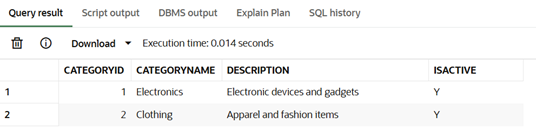 Query result Script output DBMS output Explain Plan SQL history
Download Execution time: 0.014 seconds
CATEGORYID CATEGORYNAME DESCRIPTION ISACTIVE
1 1 Electronics Electronic devices and gadgets Y
2 2 Clothing Apparel and fashion items Y